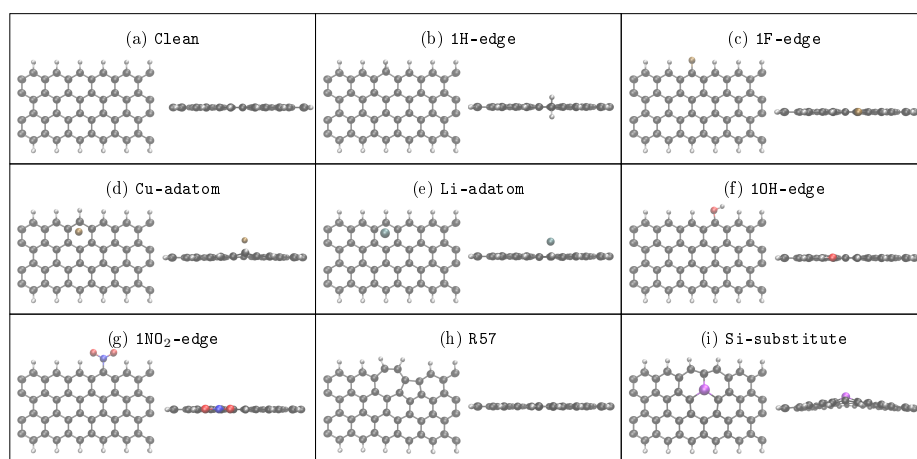 (a) Clean
(b) 1H-edge
(c) 1F-edge
(d) Cu-adatom
(e) Li-adatom
(f) 1OH-edge
(g) 1NO₂-edge
(h) R57
(i) Si-substitute